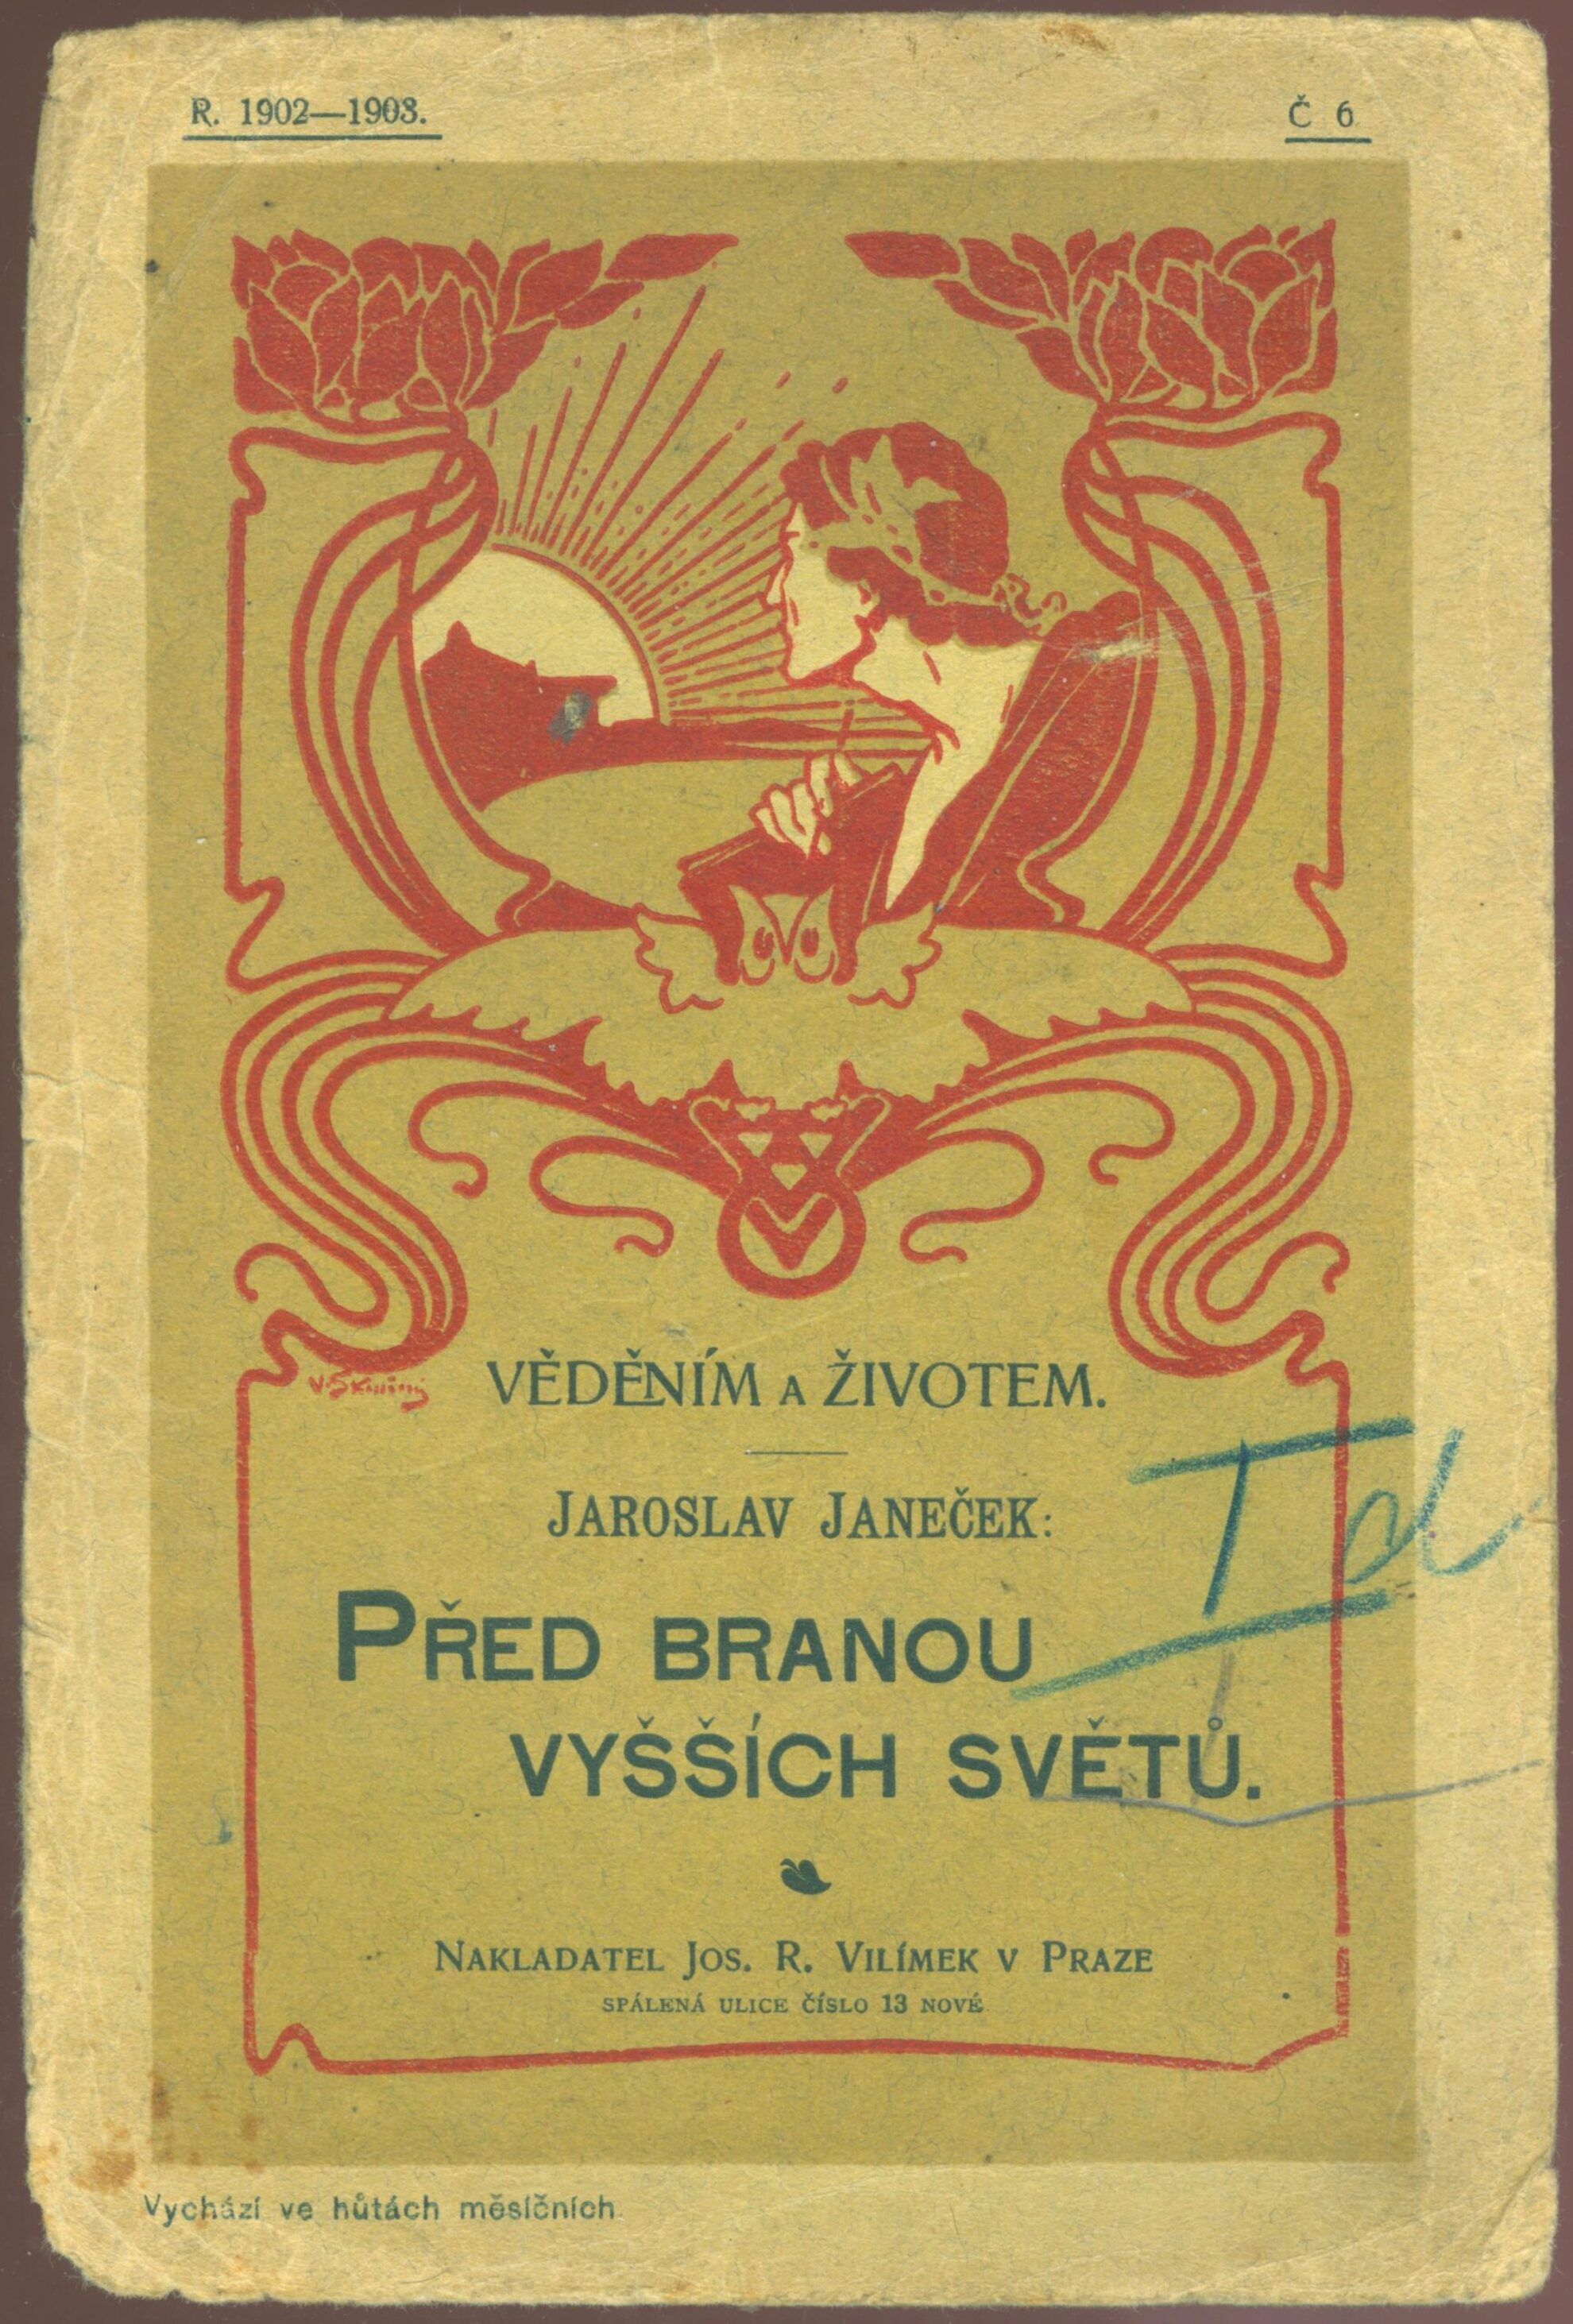 R. 1902—1903.
Č 6
VĚDĚNÍM A ŽIVOTEM.
JAROSLAV JANEČEK:
PŘED BRANOU
VYŠŠÍCH SVĚTŮ.
NAKLADATEL JOS. R. VILÍMEK V PRAZE
SPÁLENÁ ULICE ČÍSLO 13 NOVÉ
Vychází ve lhůtách měsíčních